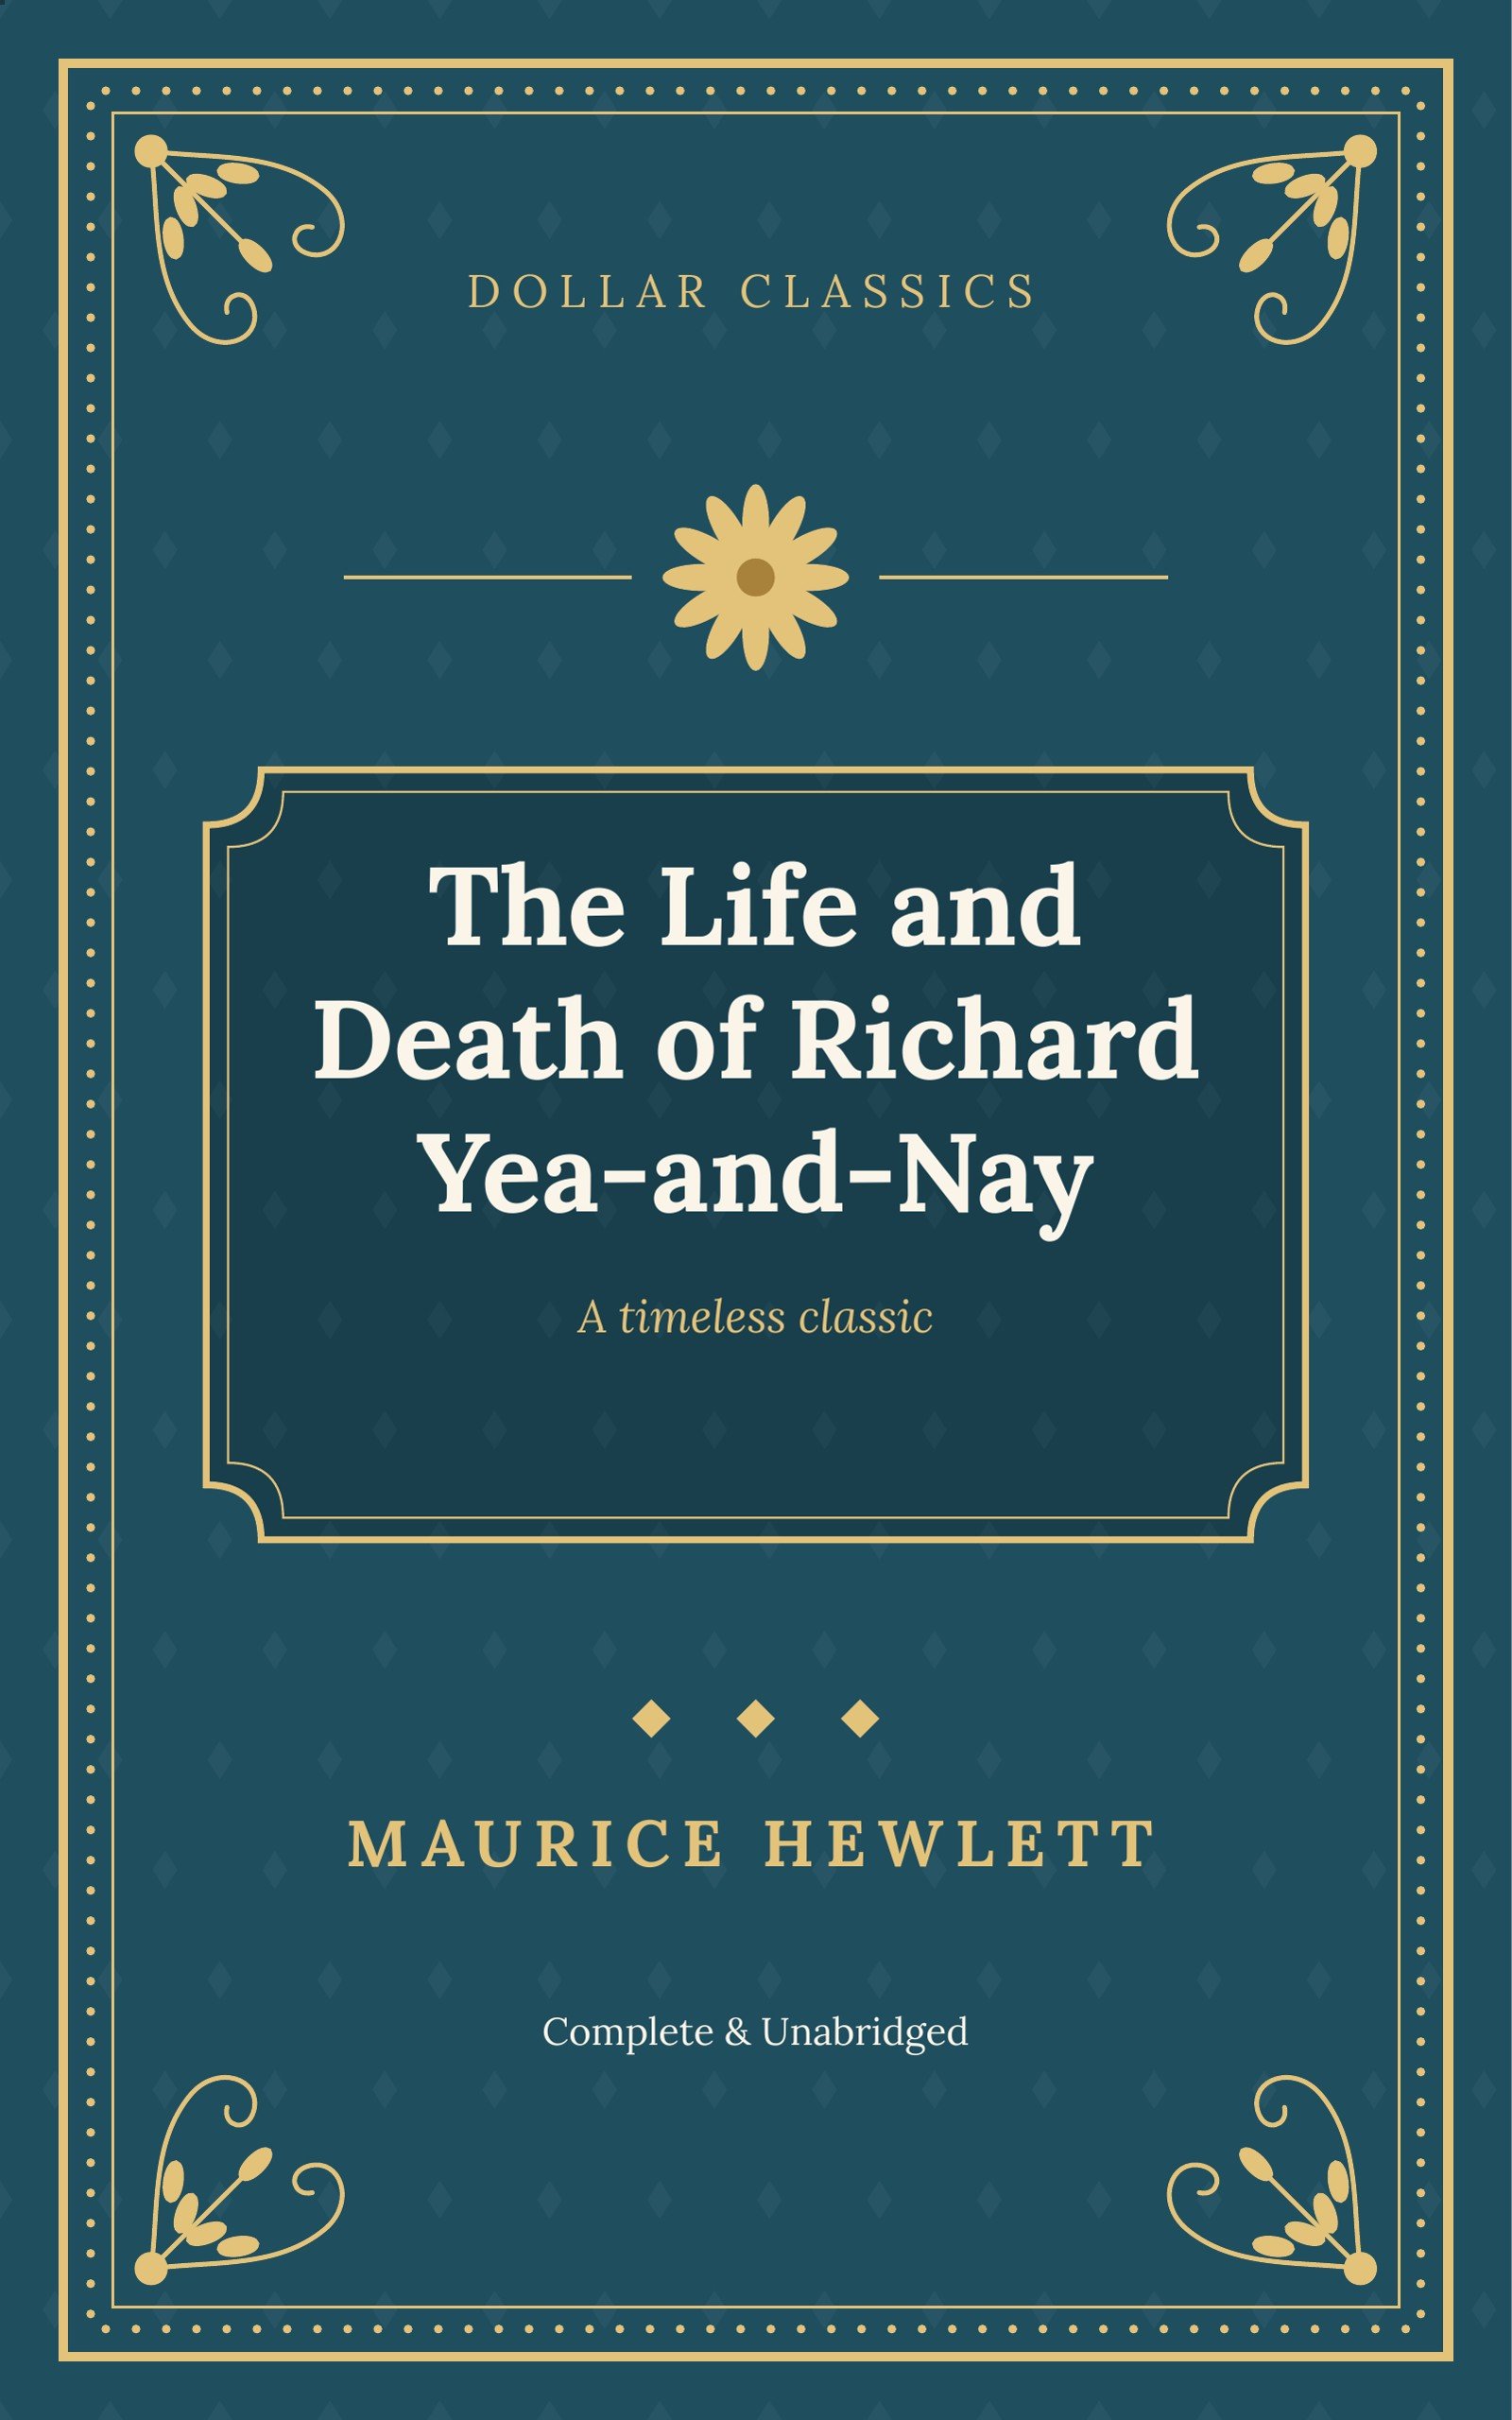 DOLLAR CLASSICS
The Life and
Death of Richard
Yea-and-Nay
A timeless classic
MAURICE HEWLETT
Complete & Unabridged